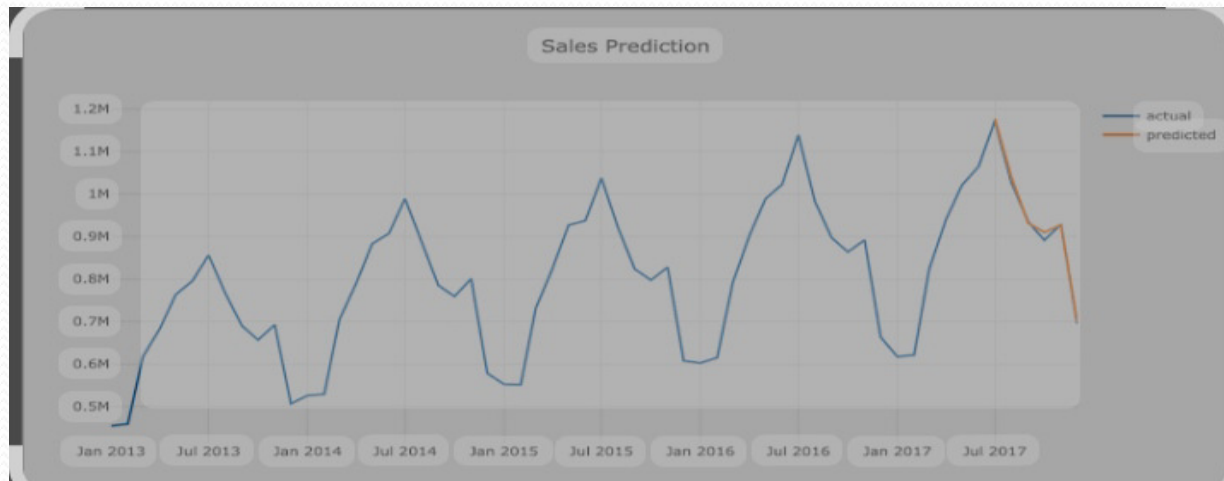 Sales Prediction
1.2M
1.1M
1M
0.9M
0.8M
0.7M
0.6M
0.5M
actual
predicted
Jan 2013 Jul 2013 Jan 2014 Jul 2014 Jan 2015 Jul 2015 Jan 2016 Jul 2016 Jan 2017 Jul 2017